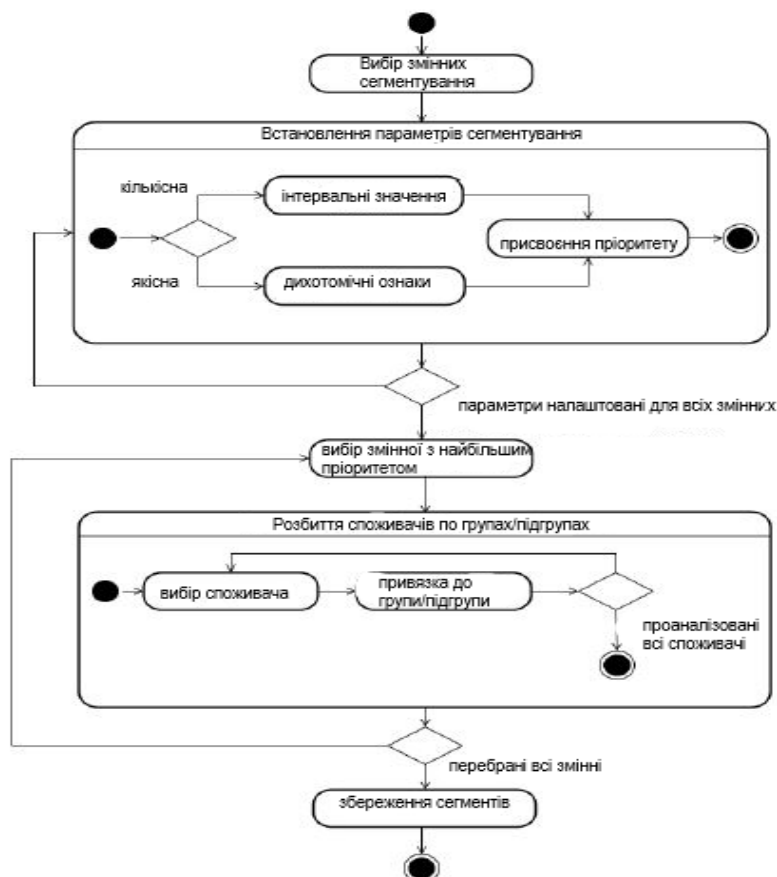 Вибір змінних
сегментування
Встановлення параметрів сегментування
кількісна
інтервальні значення
присвоєння пріоритету
якісна
дихотомічні ознаки
параметри налаштовані для всіх змінних
вибір змінної з найбільшим
пріоритетом
Розбиття споживачів по групах/підгрупах
вибір споживача
привязка до
групи/підгрупи
проаналізовані
всі споживачі
перебрані всі змінні
збереження сегментів